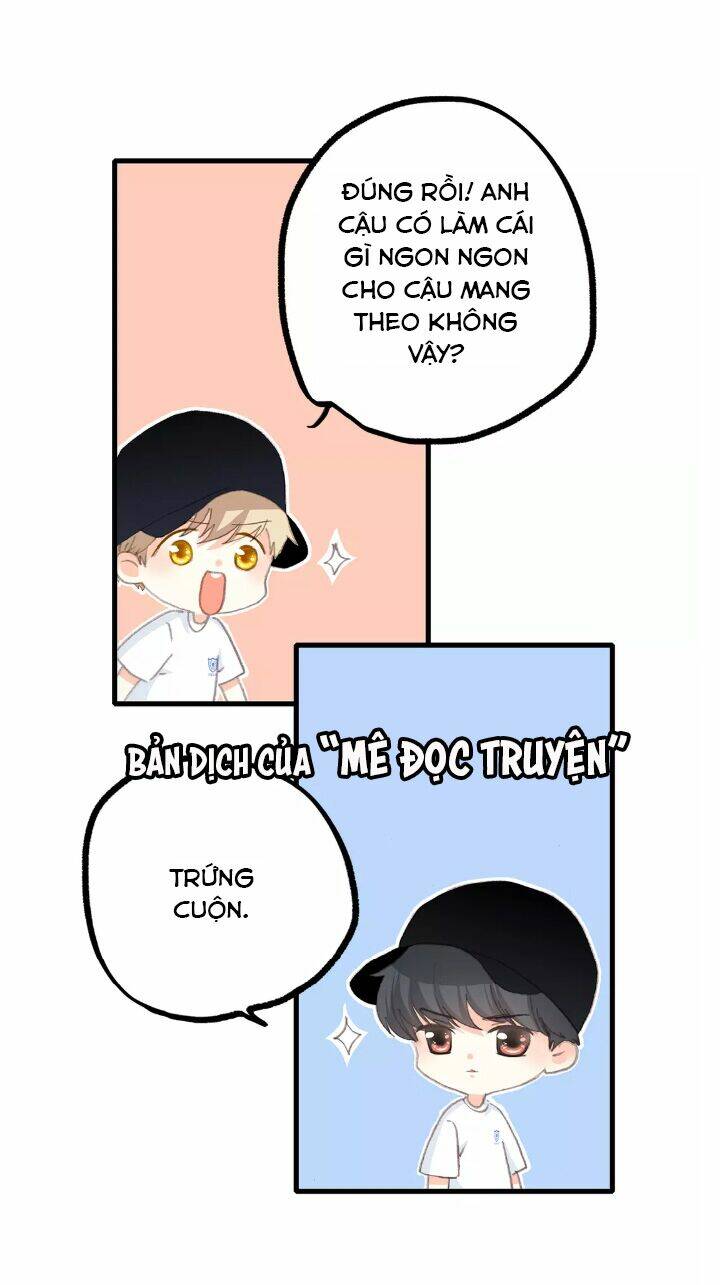 ĐÚNG RỒI! ANH
CẬU CÓ LÀM CÁI
GÌ NGON NGON
CHO CẬU MANG
THEO KHÔNG
VẬY?
BẢN DỊCH CỦA "MÊ ĐỌC TRUYỆN"
TRỨNG
CUỘN.